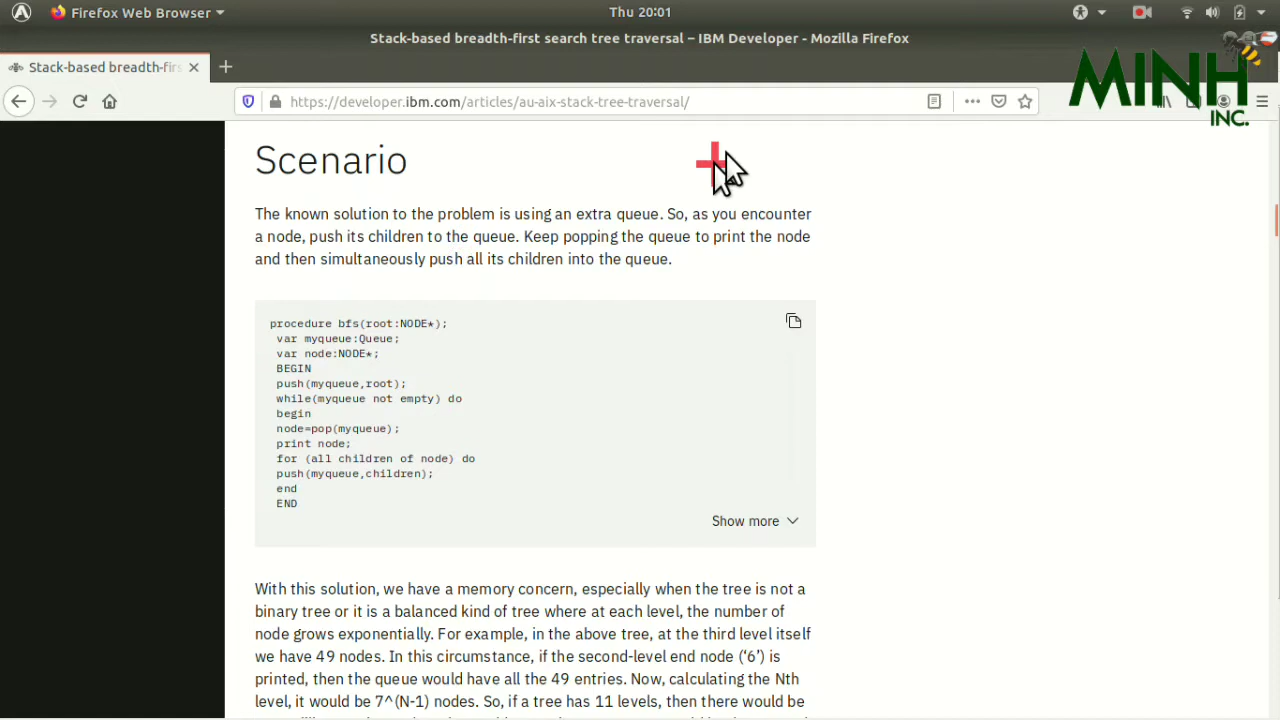 Firefox Web Browser
Thu 20:01
Stack-based breadth-first search tree traversal – IBM Developer - Mozilla Firefox
Stack-based breadth-firs
https://developer.ibm.com/articles/au-aix-stack-tree-traversal/
MINH
INC.
Scenario
The known solution to the problem is using an extra queue. So, as you encounter
a node, push its children to the queue. Keep popping the queue to print the node
and then simultaneously push all its children into the queue.
procedure bfs(root:NODE*);
var myqueue:Queue;
var node:NODE*;
BEGIN
push(myqueue,root);
while(myqueue not empty) do
begin
node=pop(myqueue);
print node;
for (all children of node) do
push(myqueue,children);
end
END
Show more
With this solution, we have a memory concern, especially when the tree is not a
binary tree or it is a balanced kind of tree where at each level, the number of
node grows exponentially. For example, in the above tree, at the third level itself
we have 49 nodes. In this circumstance, if the second-level end node (‘6’) is
printed, then the queue would have all the 49 entries. Now, calculating the Nth
level, it would be 7^(N-1) nodes. So, if a tree has 11 levels, then there would be